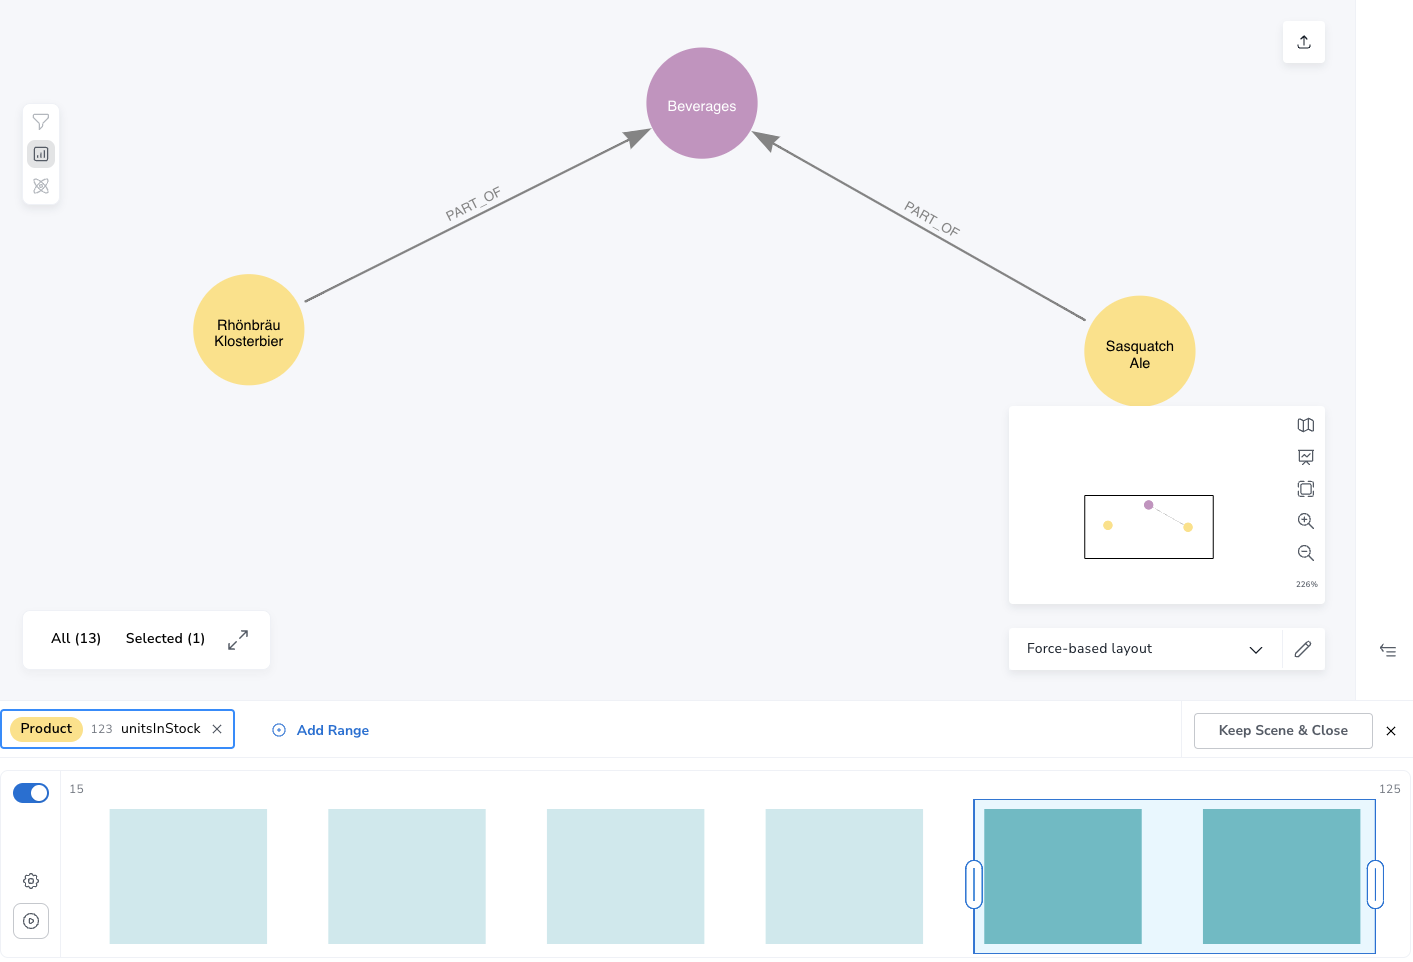 Beverages
PART_OF
PART_OF
Rhönbräu
Klosterbier
Sasquatch
Ale
226%
All (13) Selected (1)
Force-based layout
Product 123 unitsInStock
Add Range
Keep Scene & Close
15
125